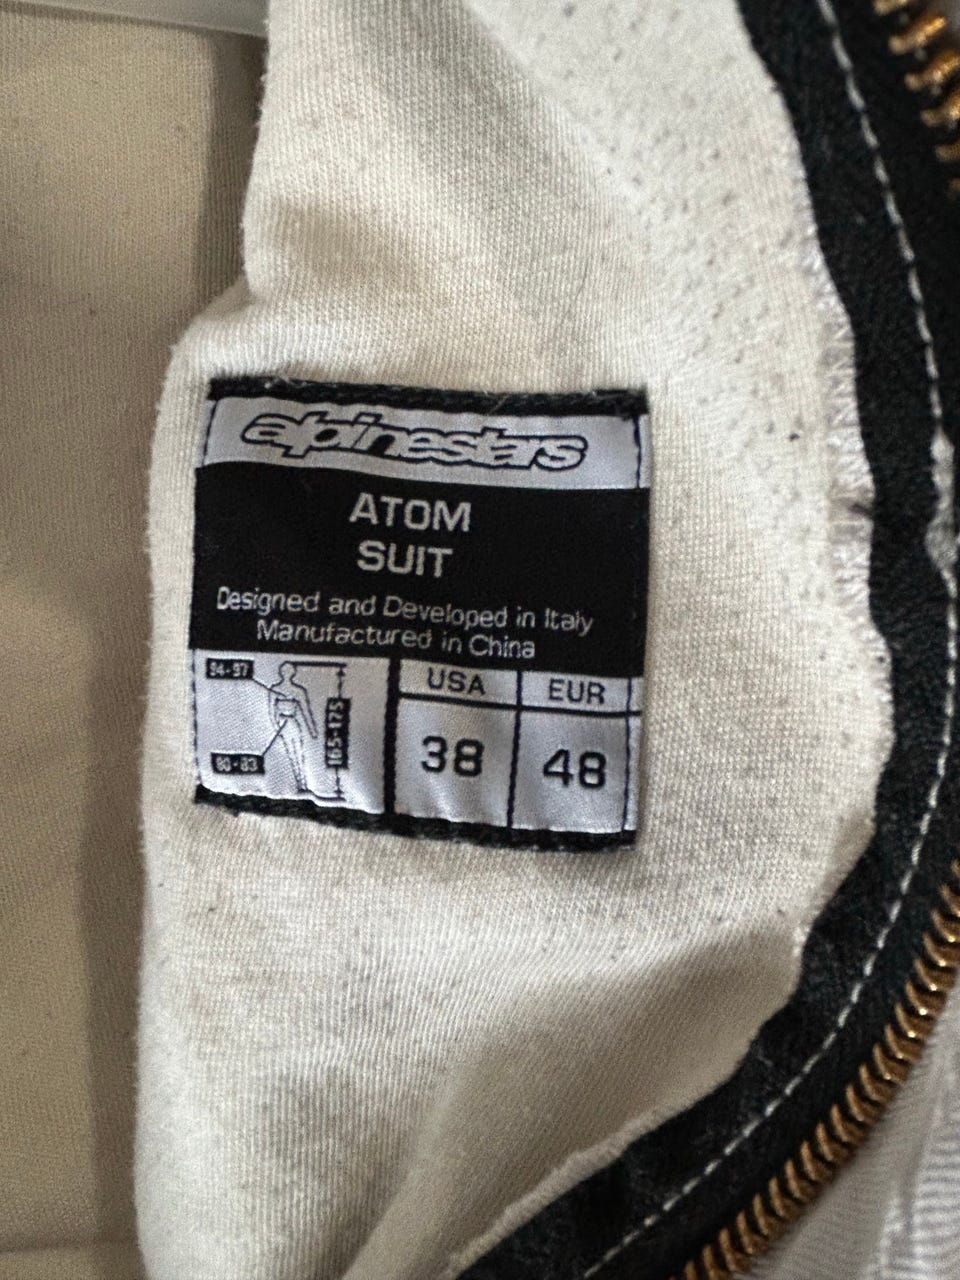 alpinestars
ATOM
SUIT
Designed and Developed in Italy
Manufactured in China
94-97
165-175
80-83
USA
EUR
38
48